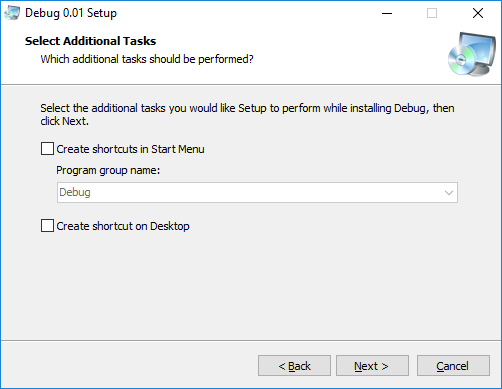 Debug 0.01 Setup
Select Additional Tasks
Which additional tasks should be performed?
Select the additional tasks you would like Setup to perform while installing Debug, then
click Next.
Create shortcuts in Start Menu
Program group name:
Debug
Create shortcut on Desktop
< Back
Next >
Cancel